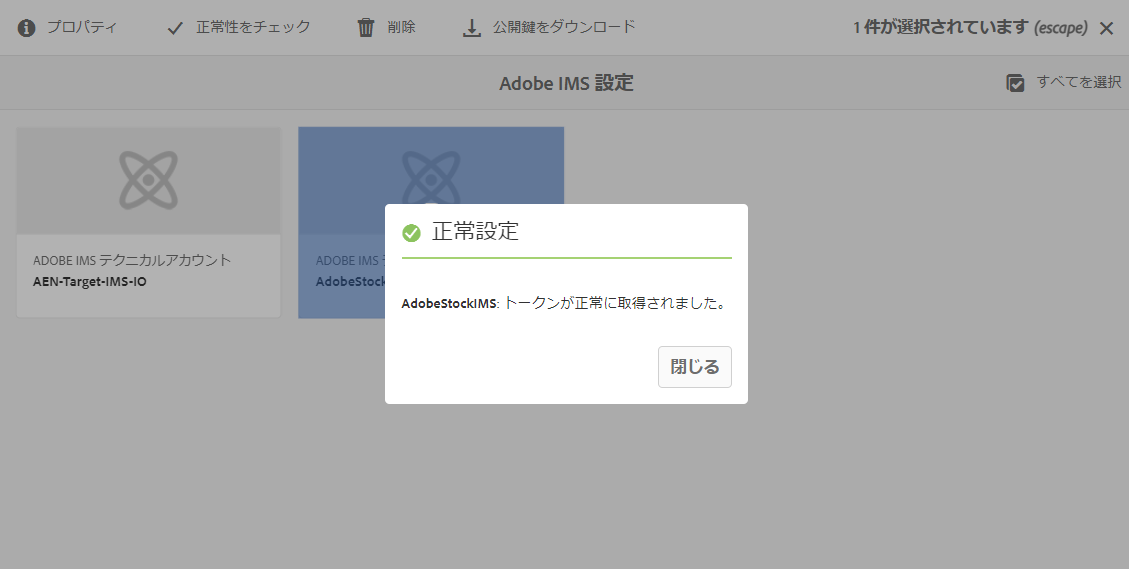 プロパティ 正常性をチェック 削除 公開鍵をダウンロード 1 件が選択されています (escape)
Adobe IMS 設定 すべてを選択
ADOBE IMS テクニカルアカウント
AEN-Target-IMS-IO
ADOBE IMS
AdobeStock
正常設定
AdobeStockIMS: トークンが正常に取得されました。
閉じる